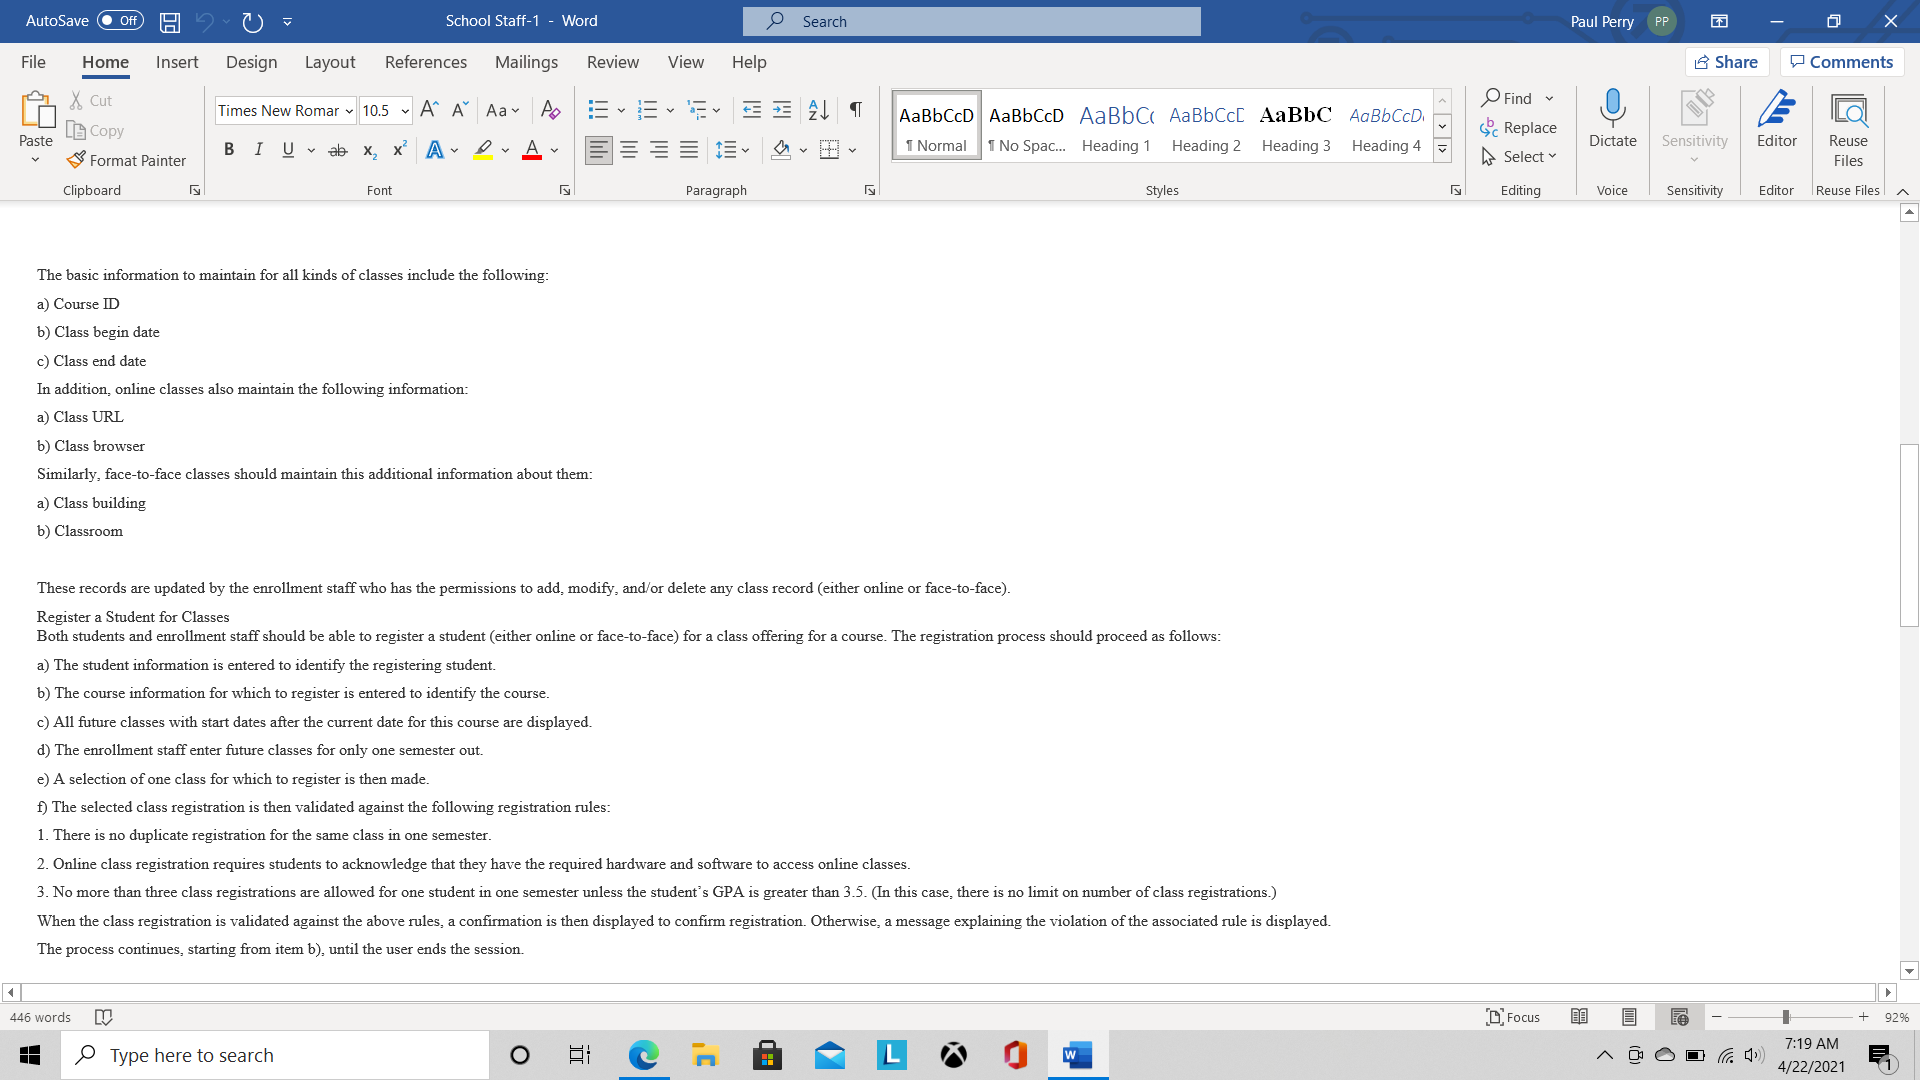 AutoSave Off School Staff-1 - Word Search Paul Perry PP
File Home Insert Design Layout References Mailings Review View Help Share Comments
Paste Cut Copy Format Painter Clipboard
Times New Romar 10.5 A A Aa A
B I U ab x2 x2 A A Font
Paragraph
AaBbCcD AaBbCcD AaBbC AaBbCcD AaBbC AaBbCcD
¶ Normal ¶ No Spac... Heading 1 Heading 2 Heading 3 Heading 4
Styles
Find Replace Select Editing
Dictate Voice
Sensitivity Sensitivity
Editor Editor
Reuse Files Reuse Files
The basic information to maintain for all kinds of classes include the following:
a) Course ID
b) Class begin date
c) Class end date
In addition, online classes also maintain the following information:
a) Class URL
b) Class browser
Similarly, face-to-face classes should maintain this additional information about them:
a) Class building
b) Classroom
These records are updated by the enrollment staff who has the permissions to add, modify, and/or delete any class record (either online or face-to-face).
Register a Student for Classes
Both students and enrollment staff should be able to register a student (either online or face-to-face) for a class offering for a course. The registration process should proceed as follows:
a) The student information is entered to identify the registering student.
b) The course information for which to register is entered to identify the course.
c) All future classes with start dates after the current date for this course are displayed.
d) The enrollment staff enter future classes for only one semester out.
e) A selection of one class for which to register is then made.
f) The selected class registration is then validated against the following registration rules:
1. There is no duplicate registration for the same class in one semester.
2. Online class registration requires students to acknowledge that they have the required hardware and software to access online classes.
3. No more than three class registrations are allowed for one student in one semester unless the student’s GPA is greater than 3.5. (In this case, there is no limit on number of class registrations.)
When the class registration is validated against the above rules, a confirmation is then displayed to confirm registration. Otherwise, a message explaining the violation of the associated rule is displayed.
The process continues, starting from item b), until the user ends the session.
446 words Focus 92%
Type here to search
7:19 AM
4/22/2021
1